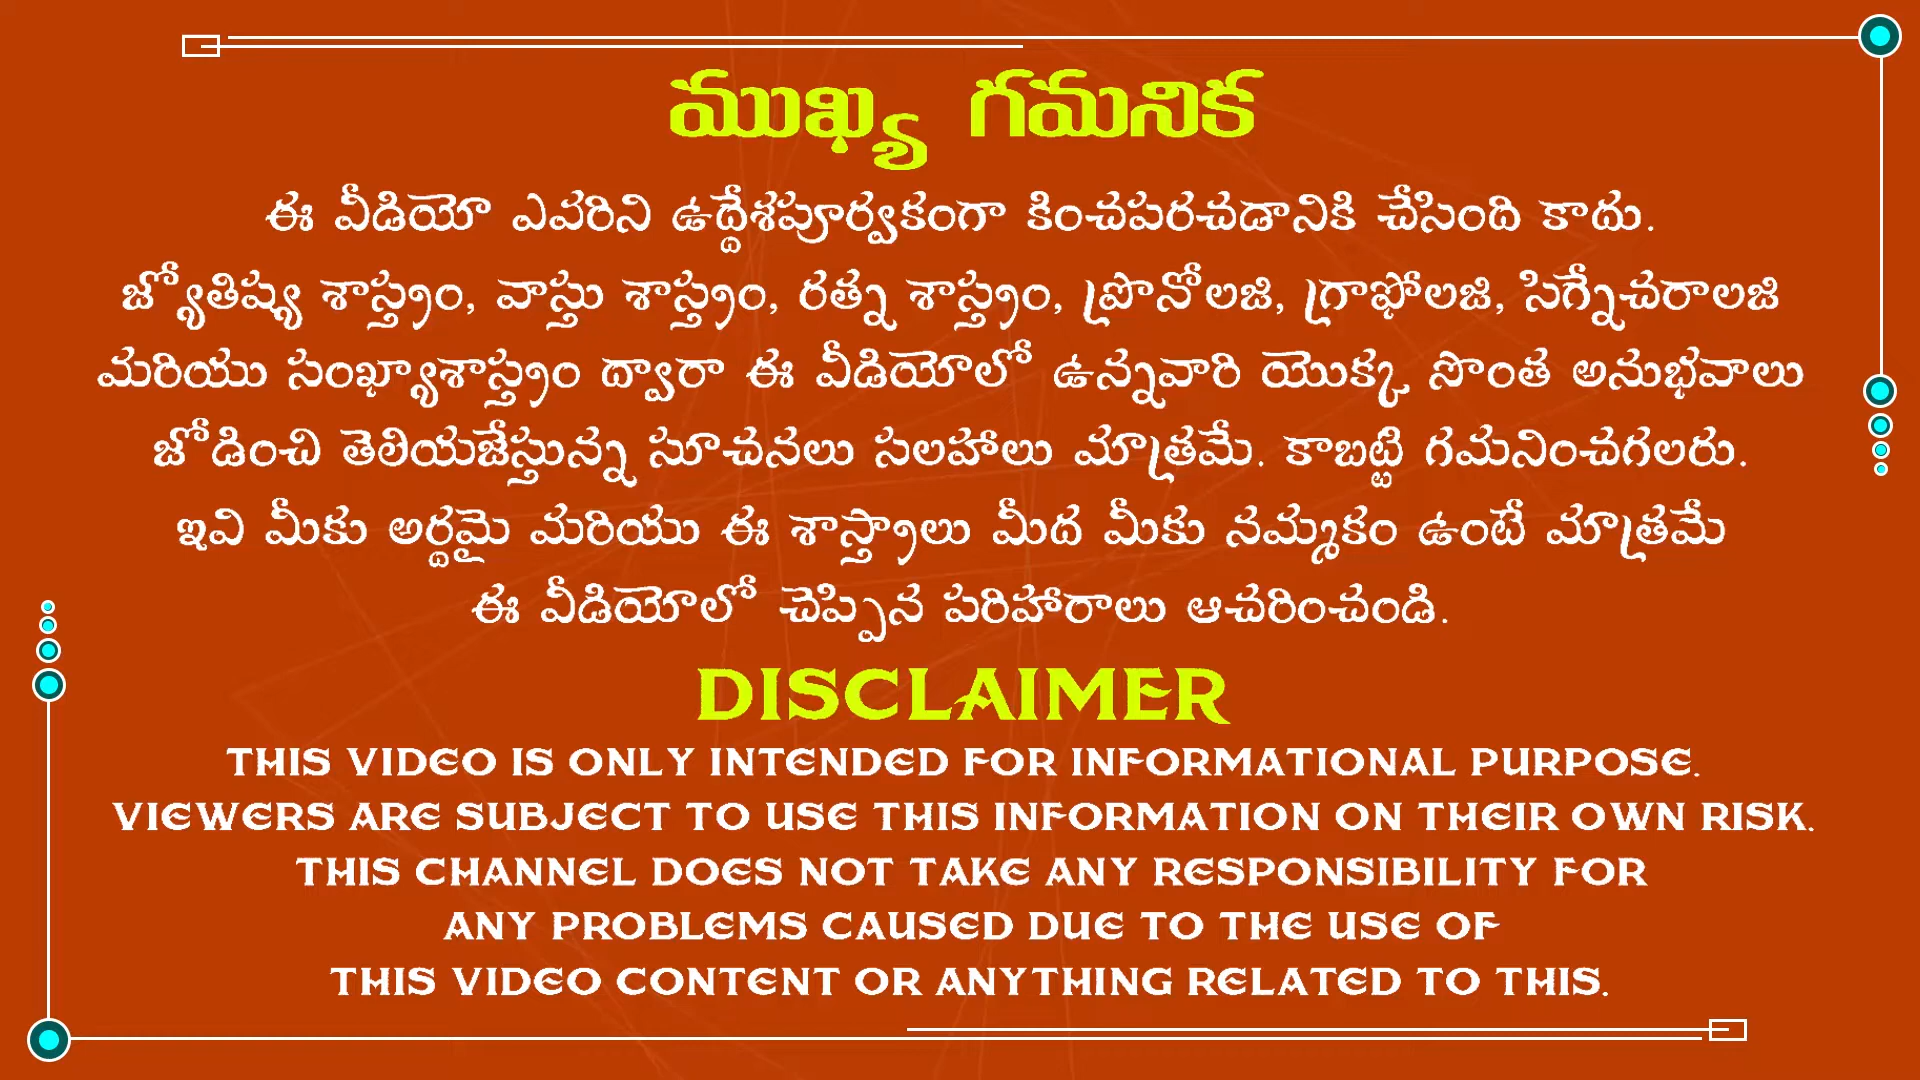 ముఖ్య గమనిక
ఈ వీడియో ఎవరిని ఉద్దేశపూర్వకంగా కించపరచడానికి చేసింది కాదు.
జ్యోతిష్య శాస్త్రం, వాస్తు శాస్త్రం, రత్న శాస్త్రం, ప్రొనోలజి, గ్రాఫోలజి, సిగ్నేచరాలజి
మరియు సంఖ్యాశాస్త్రం ద్వారా ఈ వీడియోలో ఉన్నవారి యొక్క సొంత అనుభవాలు
జోడించి తెలియజేస్తున్న సూచనలు సలహాలు మాత్రమే. కాబట్టి గమనించగలరు.
ఇవి మీకు అర్థమై మరియు ఈ శాస్త్రాలు మీద మీకు నమ్మకం ఉంటే మాత్రమే
ఈ వీడియోలో చెప్పిన పరిహారాలు ఆచరించండి.
DISCLAIMER
THIS VIDEO IS ONLY INTENDED FOR INFORMATIONAL PURPOSE.
VIEWERS ARE SUBJECT TO USE THIS INFORMATION ON THEIR OWN RISK.
THIS CHANNEL DOES NOT TAKE ANY RESPONSIBILITY FOR
ANY PROBLEMS CAUSED DUE TO THE USE OF
THIS VIDEO CONTENT OR ANYTHING RELATED TO THIS.